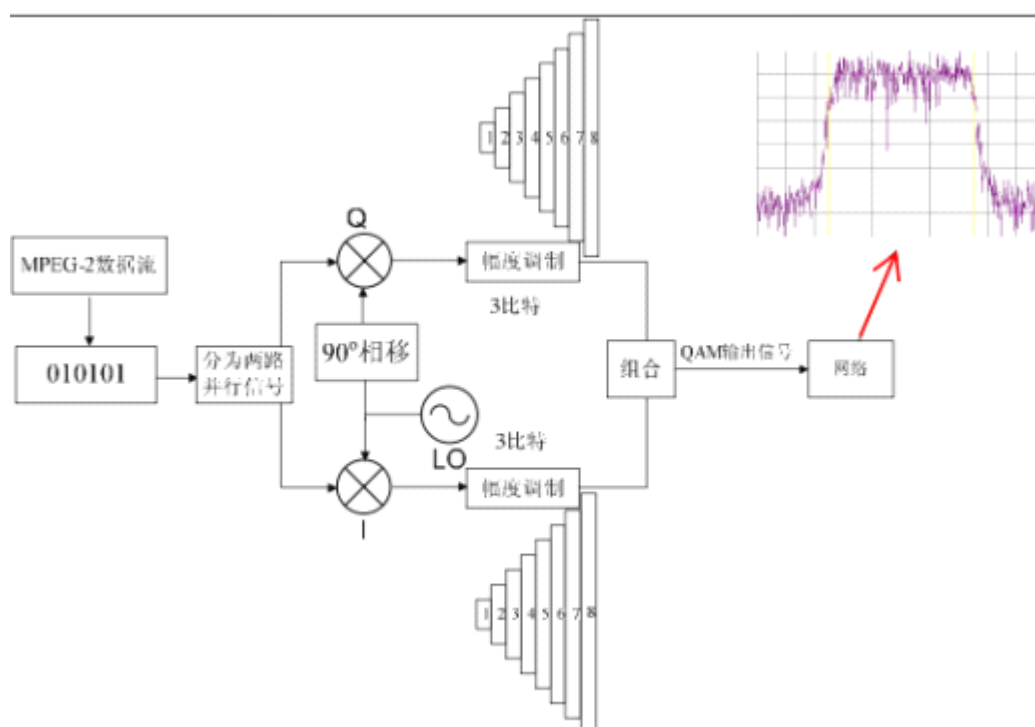 1 2 3 4 5 6 7 8
Q
MPEG-2数据流
幅度调制
3比特
90°相移
010101
分为两路
并行信号
组合
QAM输出信号
网络
LO
3比特
幅度调制
I
1 2 3 4 5 6 7 8